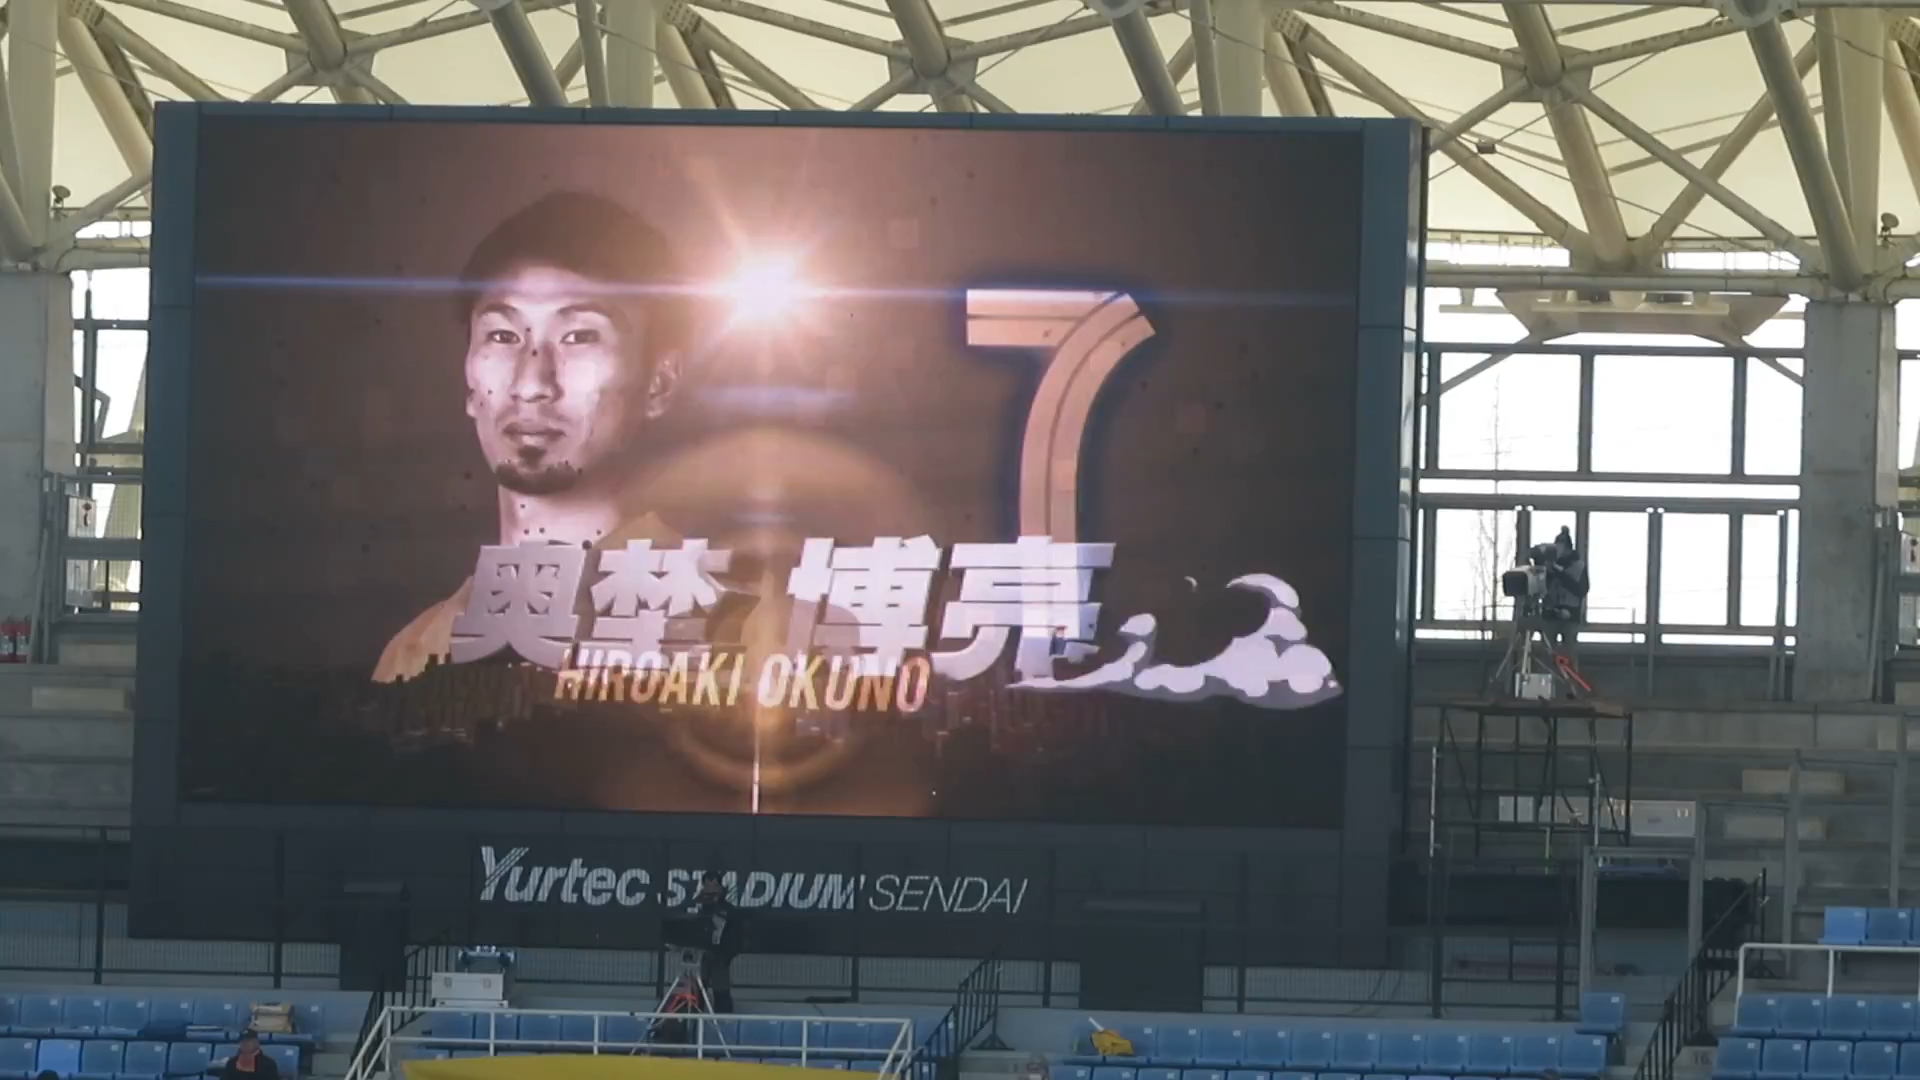 7
奥埜 博亮
HIROAKI OKUNO
Yurtec STADIUM SENDAI